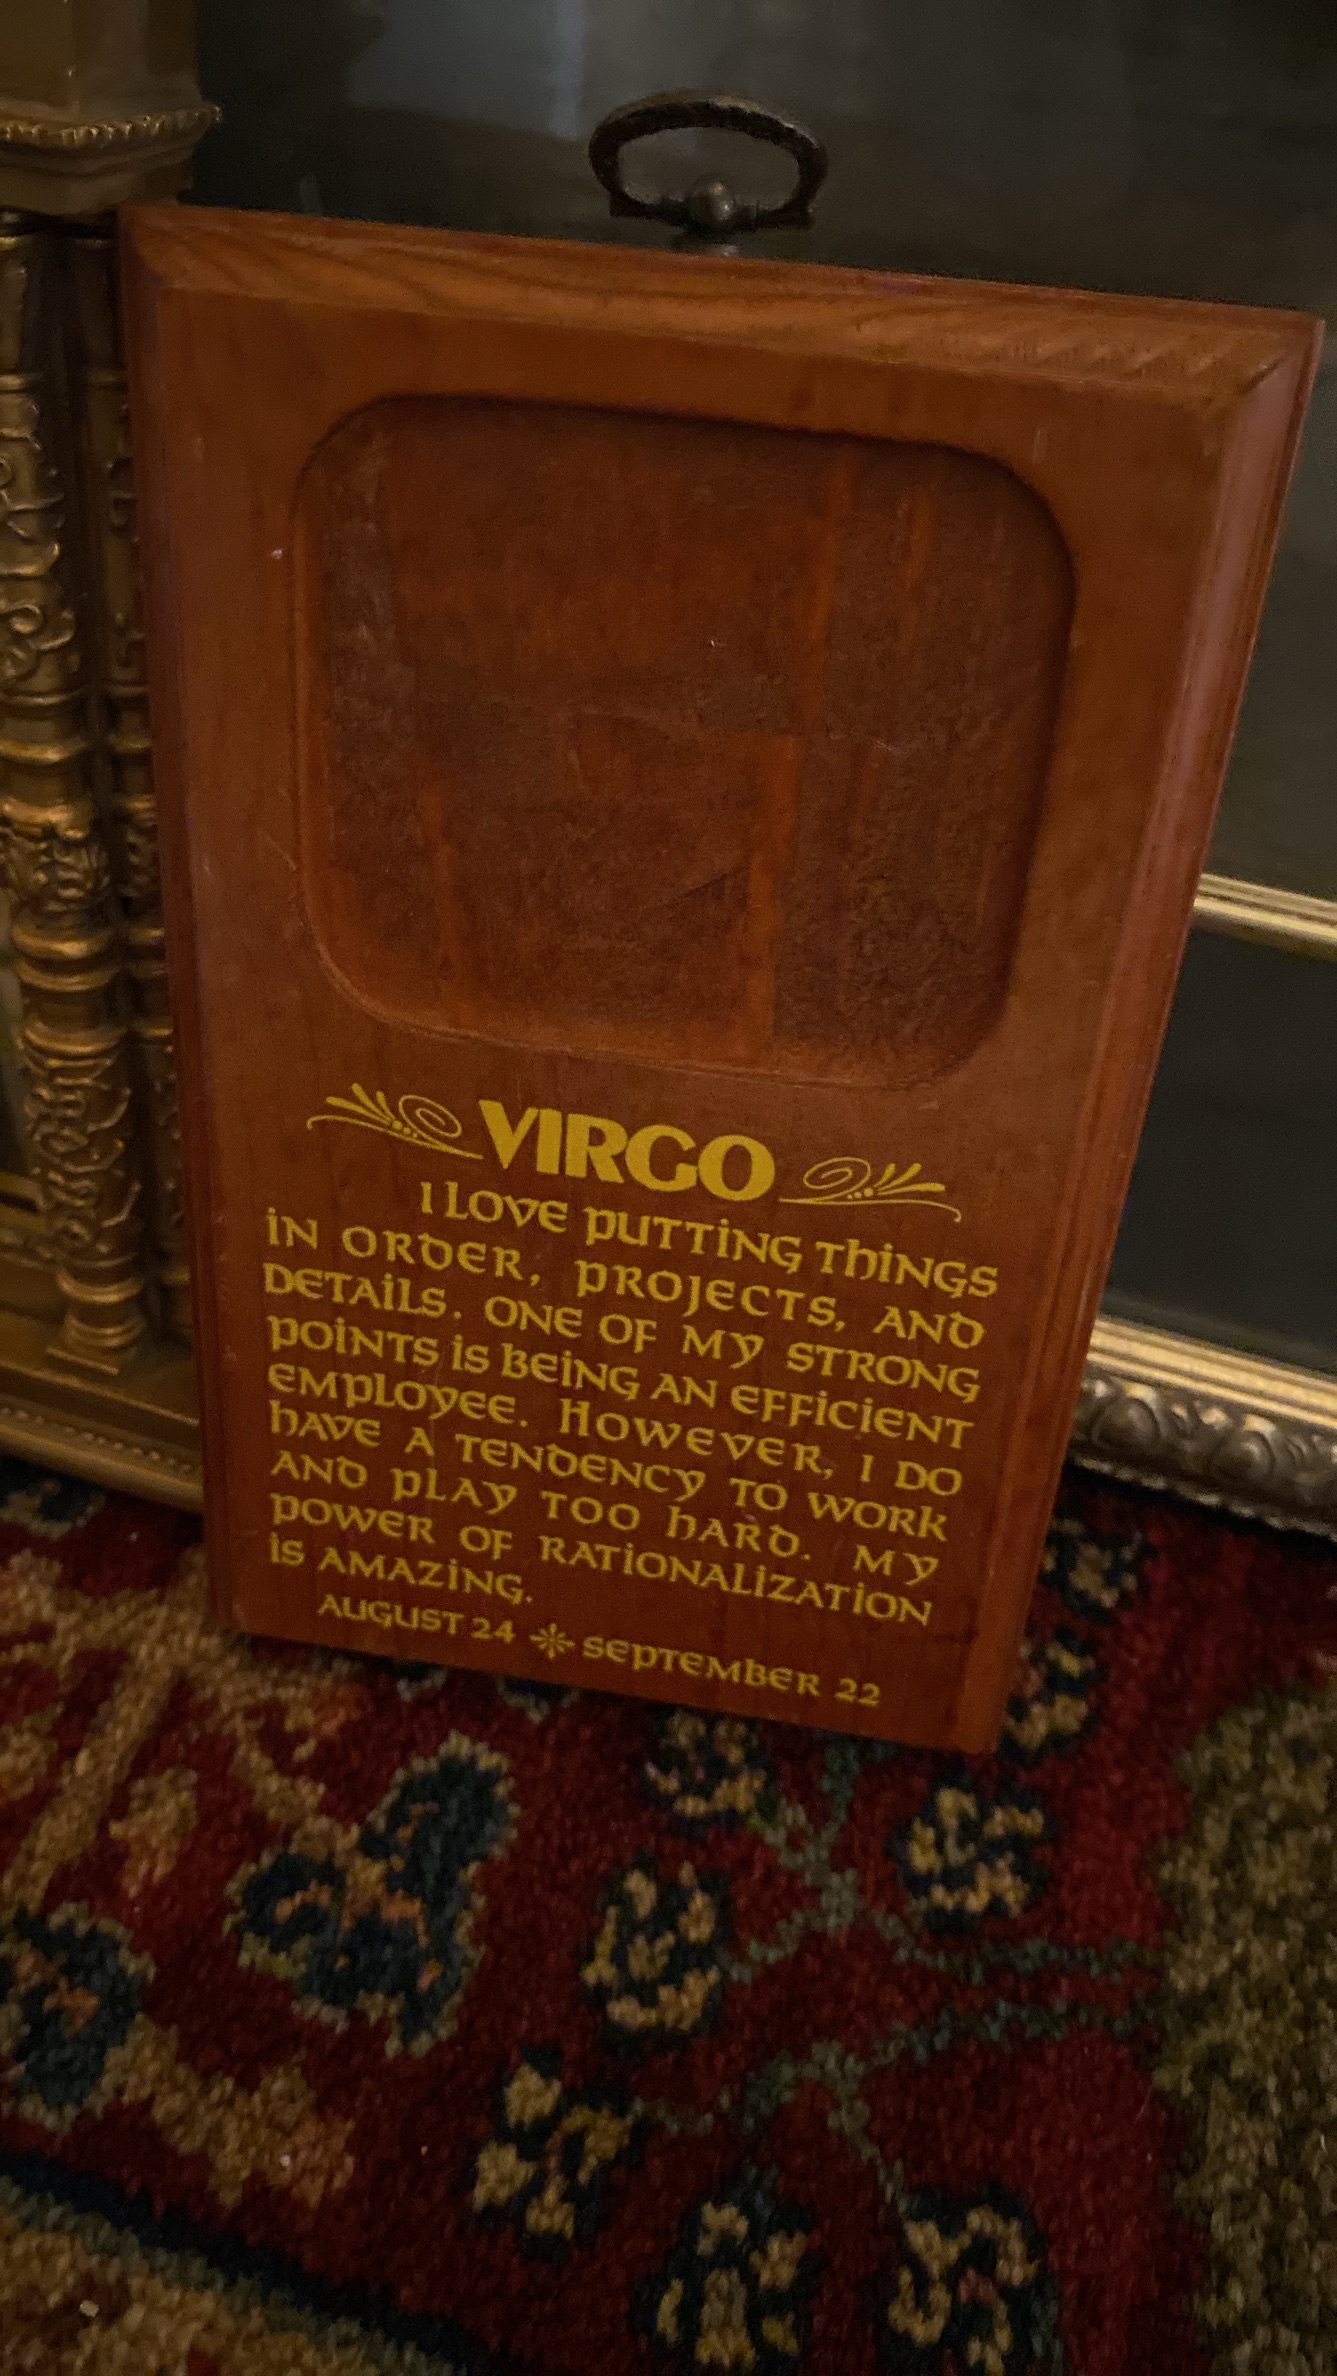 VIRGO
I LOVE PUTTING THINGS
IN ORDER, PROJECTS, AND
DETAILS. ONE OF MY STRONG
POINTS IS BEING AN EFFICIENT
EMPLOYEE. HOWEVER, I DO
HAVE A TENDENCY TO WORK
AND PLAY TOO HARD. MY
POWER OF RATIONALIZATION
IS AMAZING.
AUGUST 24 ❈ SEPTEMBER 22